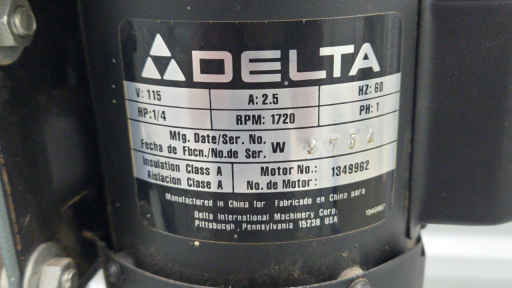 DELTA
V: 115 A: 2.5 HZ: 60
HP: 1/4 RPM: 1720 PH: 1
Mfg. Date/Ser. No.
Fecha de Fbcn./No.de Ser. W
Insulation Class A Motor No.: 1349962
Aislacion Clase A No. de Motor:
Manufactured in China for Fabricado en China para
Delta International Machinery Corp.
Pittsburgh, Pennsylvania 15238 USA